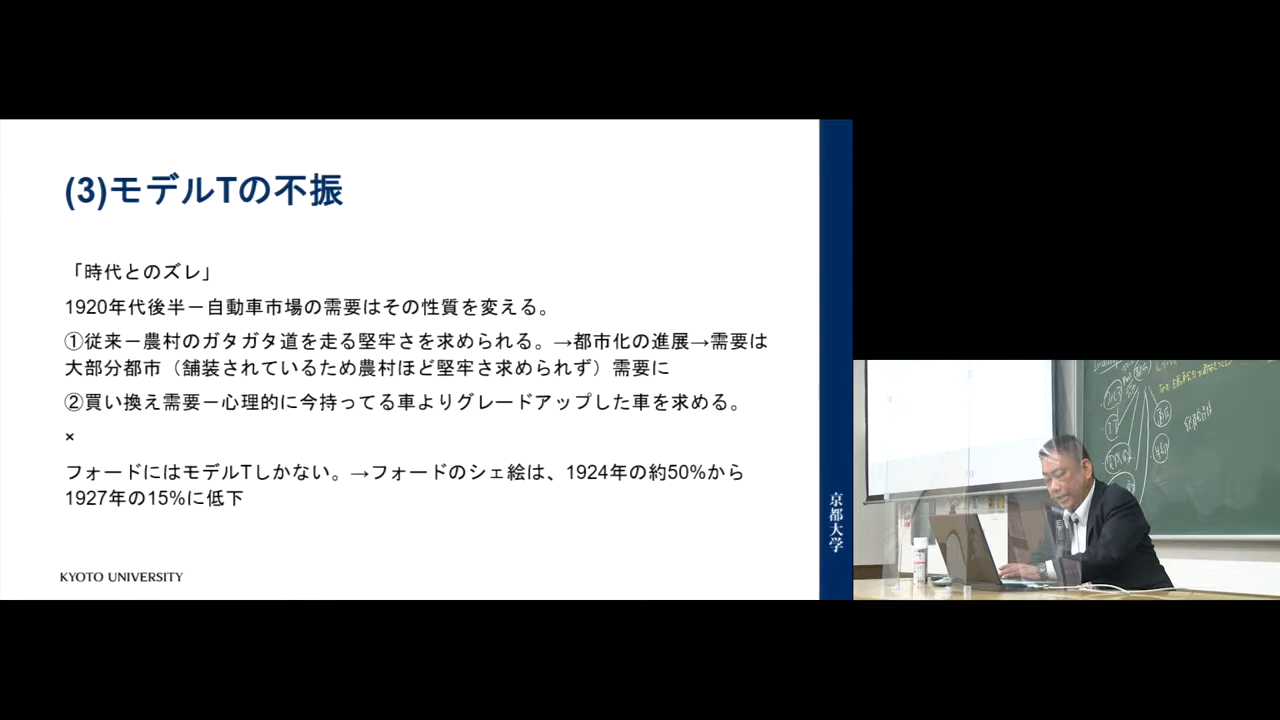 (3)モデルTの不振
「時代とのズレ」
1920年代後半－自動車市場の需要はその性質を変える。
①従来－農村のガタガタ道を走る堅牢さを求められる。→都市化の進展→需要は
大部分都市（舗装されているため農村ほど堅牢さ求められず）需要に
②買い換え需要－心理的に今持ってる車よりグレードアップした車を求める。
×
フォードにはモデルTしかない。→フォードのシェ絵は、1924年の約50%から
1927年の15%に低下
KYOTO UNIVERSITY
京都大学